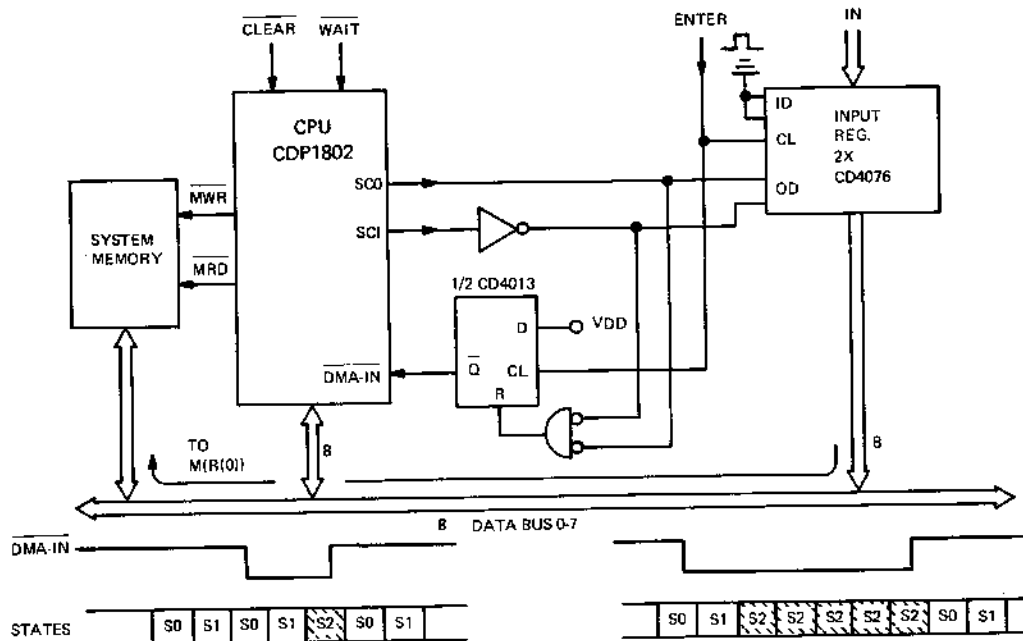 CLEAR WAIT ENTER IN
CPU
CDP1802
ID
INPUT
REG.
2X
CD4076
CL
OD
SC0
SCI
MWR
MRD
SYSTEM
MEMORY
1/2 CD4013
D VDD
DMA-IN Q CL
R
TO
M(R(0))
8
8
8 DATA BUS 0-7
DMA-IN
STATES S0 S1 S0 S1 S2 S0 S1 S0 S1 S2 S2 S2 S2 S2 S0 S1